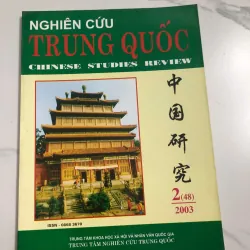 NGHIÊN CỨU
TRUNG QUỐC
CHINESE STUDIES REVIEW
中国研究
2(48)
2003
ISSN : 0868 3670
TRUNG TÂM KHOA HỌC XÃ HỘI VÀ NHÂN VĂN QUỐC GIA
TRUNG TÂM NGHIÊN CỨU TRUNG QUỐC